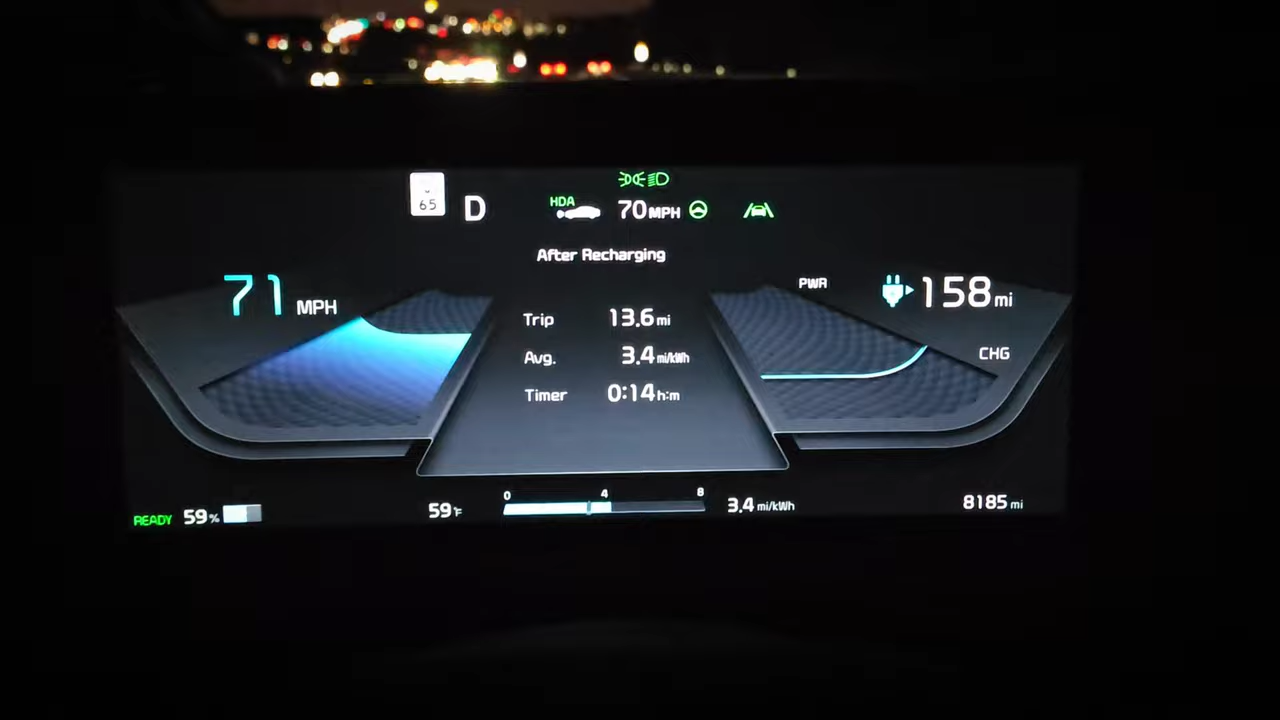 65
D
HDA
70 MPH
After Recharging
71 MPH
PWR
158 mi
Trip 13.6 mi
Avg. 3.4 mi/kWh
CHG
Timer 0:14 h:m
READY 59%
59°F
0 4 8
3.4 mi/kWh
8185 mi